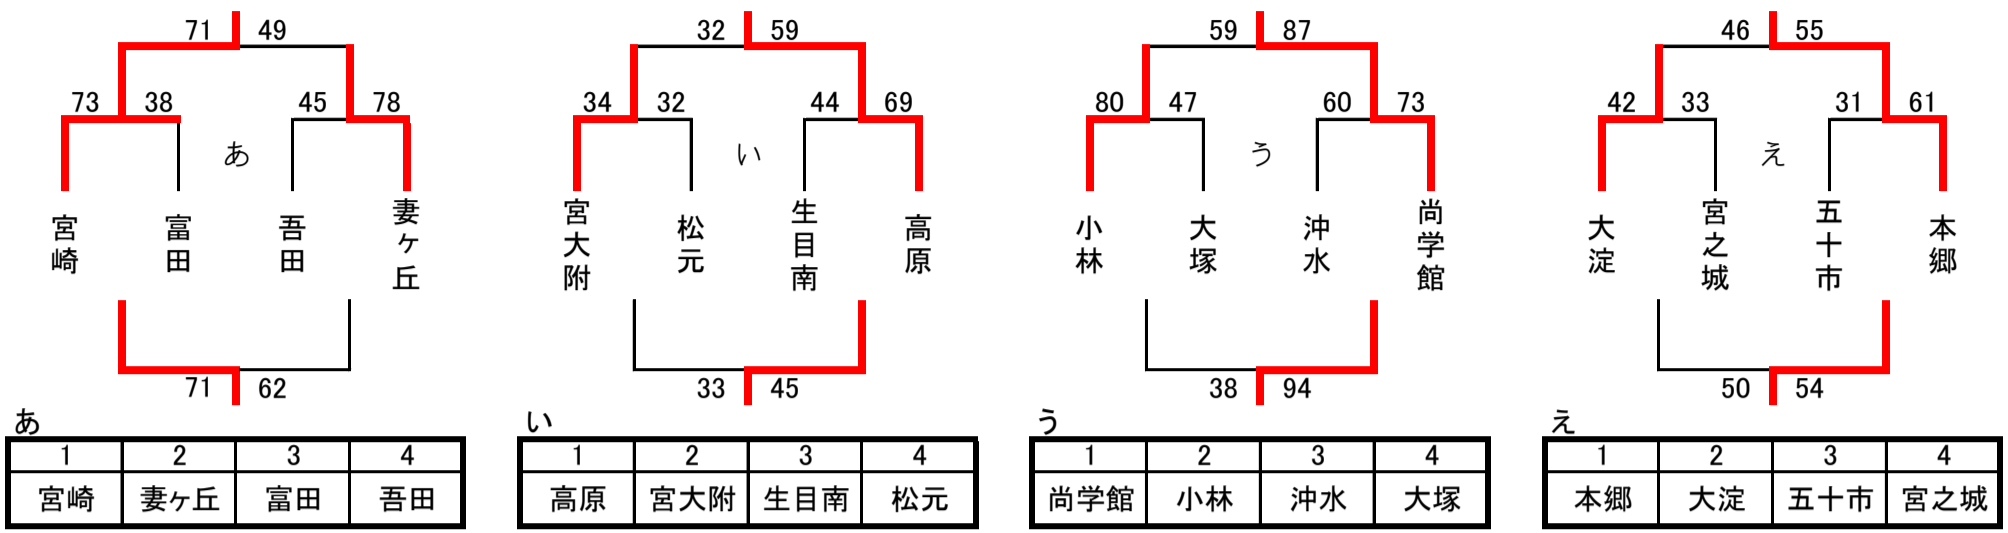 71 49
73 38 45 78
あ
宮崎 富田 吾田 妻ヶ丘
71 62
あ
1 2 3 4
宮崎 妻ヶ丘 富田 吾田
32 59
34 32 44 69
い
宮大附 松元 生目南 高原
33 45
い
1 2 3 4
高原 宮大附 生目南 松元
59 87
80 47 60 73
う
小林 大塚 沖水 尚学館
38 94
う
1 2 3 4
尚学館 小林 沖水 大塚
46 55
42 33 31 61
え
大淀 宮之城 五十市 本郷
50 54
え
1 2 3 4
本郷 大淀 五十市 宮之城